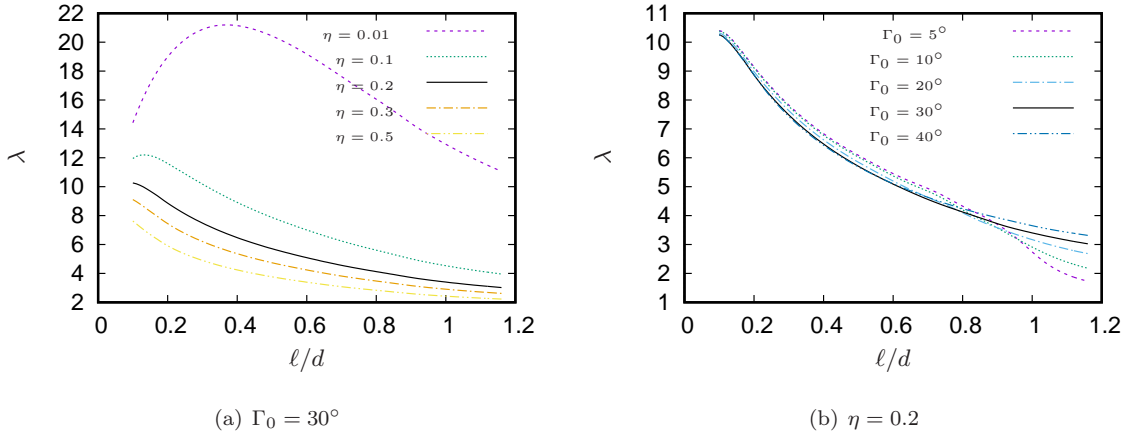 22
20
18
16
14
12
10
8
6
4
2
0 0.2 0.4 0.6 0.8 1 1.2
λ
ℓ/d
η = 0.01
η = 0.1
η = 0.2
η = 0.3
η = 0.5
(a) Γ₀ = 30°
11
10
9
8
7
6
5
4
3
2
1
0 0.2 0.4 0.6 0.8 1 1.2
λ
ℓ/d
Γ₀ = 5°
Γ₀ = 10°
Γ₀ = 20°
Γ₀ = 30°
Γ₀ = 40°
(b) η = 0.2